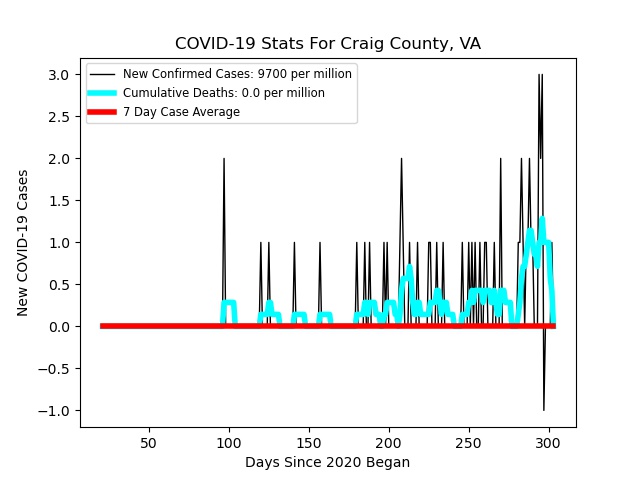 COVID-19 Stats For Craig County, VA
New Confirmed Cases: 9700 per million
Cumulative Deaths: 0.0 per million
7 Day Case Average
New COVID-19 Cases
3.0
2.5
2.0
1.5
1.0
0.5
0.0
−0.5
−1.0
50 100 150 200 250 300
Days Since 2020 Began